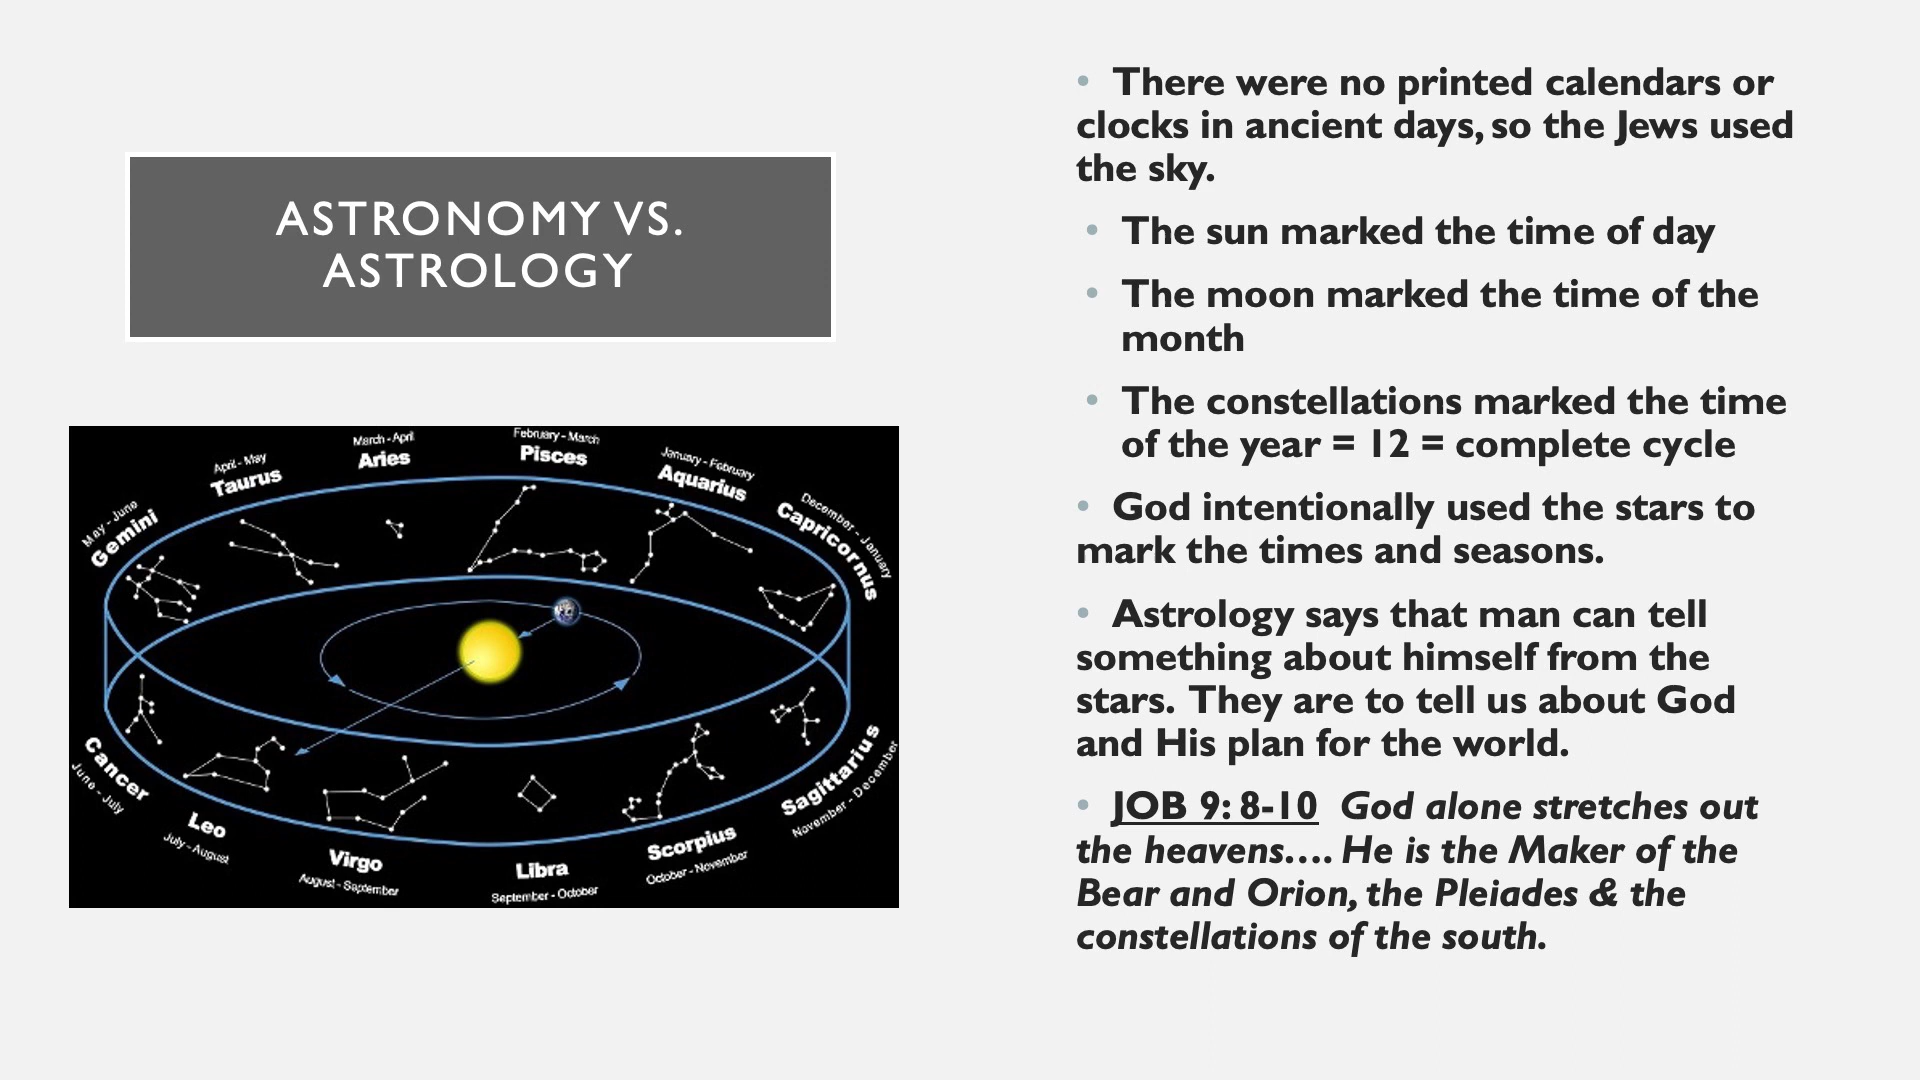 ASTRONOMY VS.
ASTROLOGY
February - March
Pisces
March - April
Aries
January - February
Aquarius
April - May
Taurus
December - January
Capricornus
May - June
Gemini
Cancer
June - July
Sagittarius
November - December
Leo
July - August
Scorpius
October - November
Virgo
August - September
Libra
September - October
• There were no printed calendars or
clocks in ancient days, so the Jews used
the sky.
• The sun marked the time of day
• The moon marked the time of the
month
• The constellations marked the time
of the year = 12 = complete cycle
• God intentionally used the stars to
mark the times and seasons.
• Astrology says that man can tell
something about himself from the
stars. They are to tell us about God
and His plan for the world.
• JOB 9: 8-10 God alone stretches out
the heavens…. He is the Maker of the
Bear and Orion, the Pleiades & the
constellations of the south.